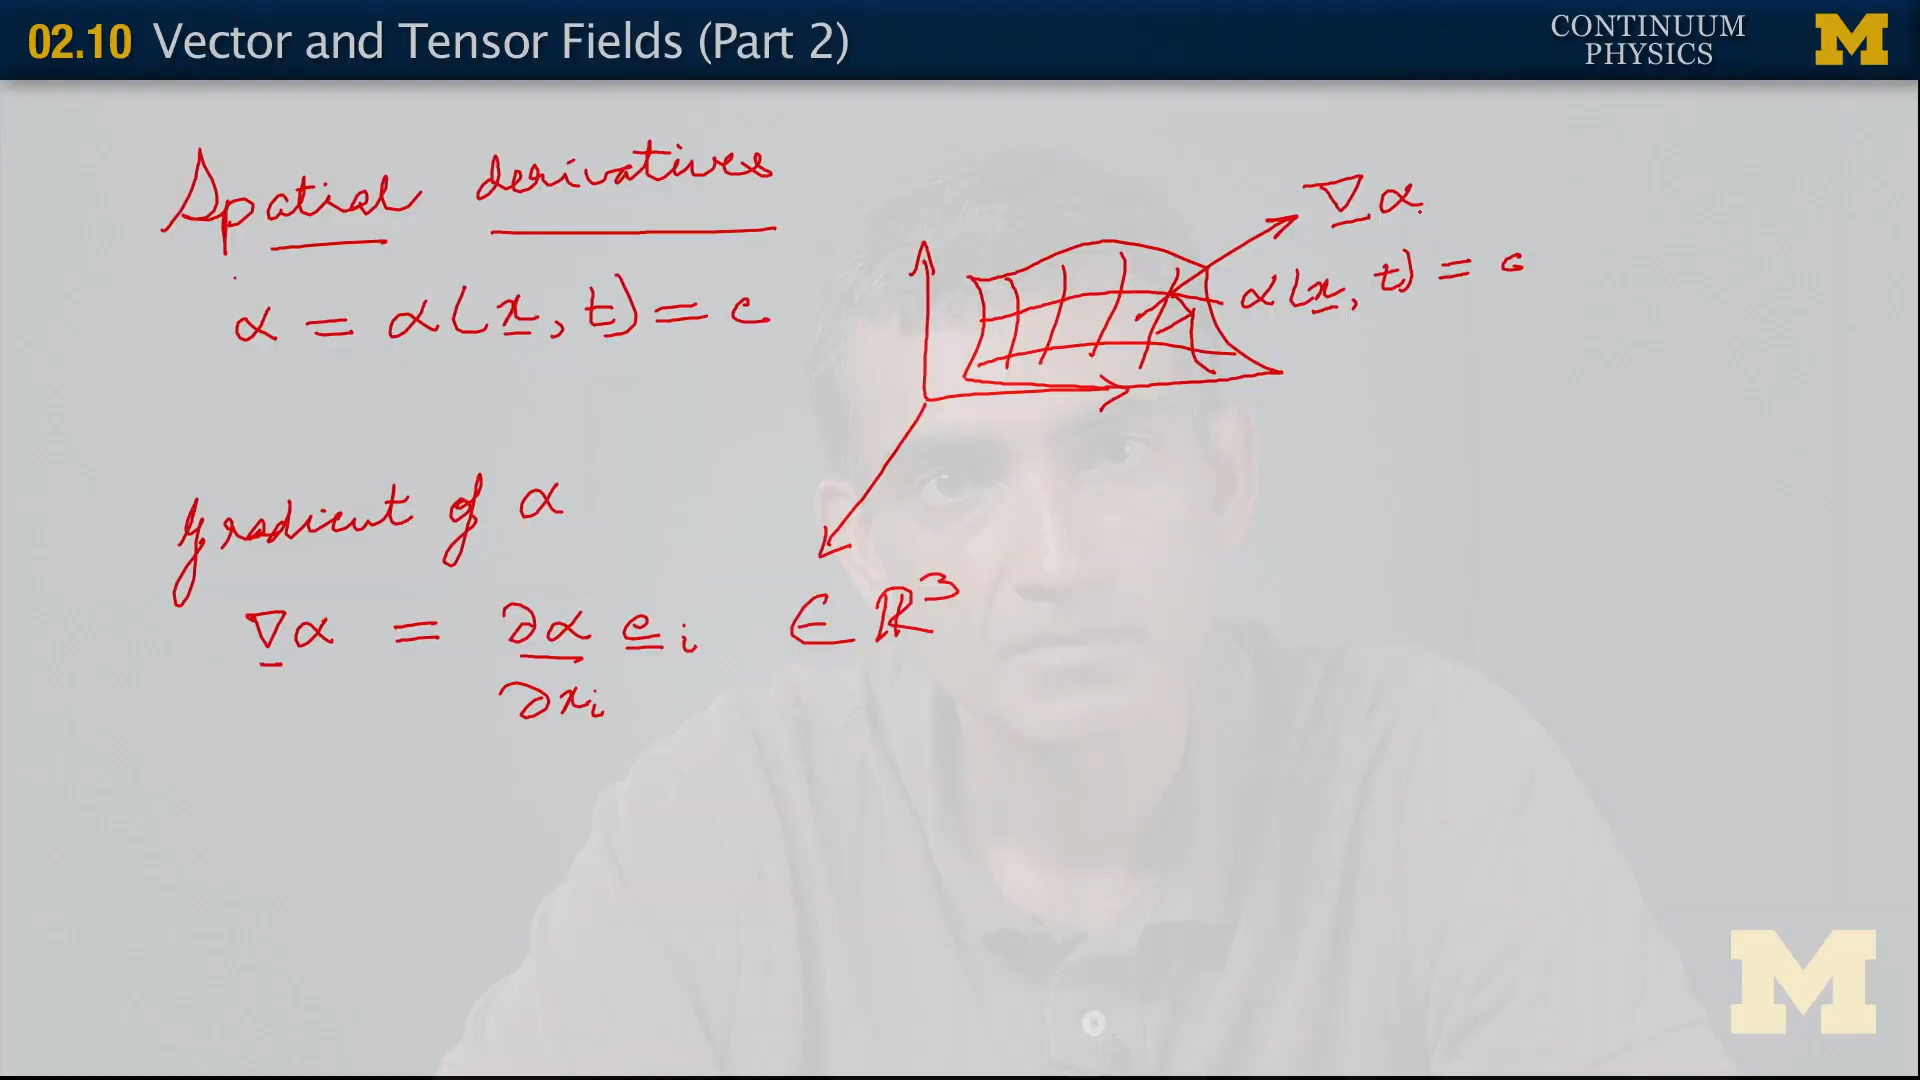 02.10 Vector and Tensor Fields (Part 2)
CONTINUUM
PHYSICS
M
Spatial derivatives
∇α
α = α(x, t) = c
α(x, t) = c
Gradient of α
∇α = ∂α/∂xi ei ∈ ℝ³
M